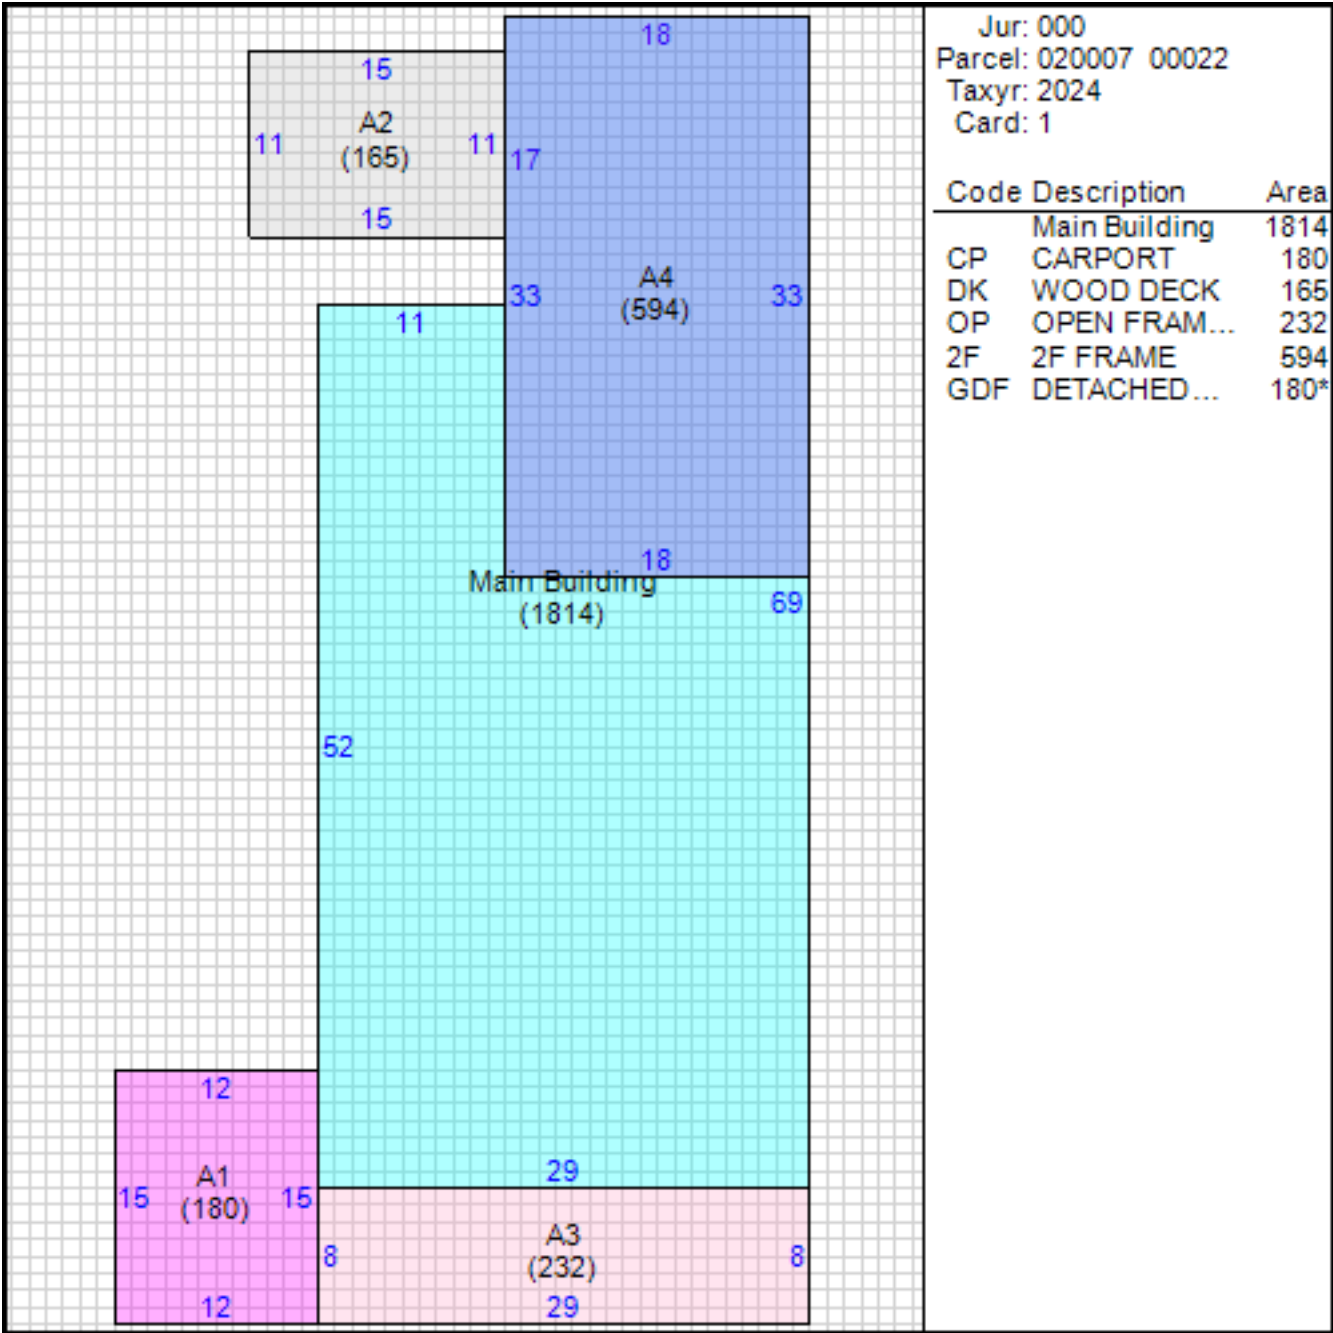 18
15
A2
(165)
11
11
15
17
A4
(594)
33
33
11
18
Main Building
(1814)
69
52
12
A1
(180)
15
15
12
29
A3
(232)
8
8
29
Jur: 000
Parcel: 020007 00022
Taxyr: 2024
Card: 1
Code Description Area
Main Building 1814
CP CARPORT 180
DK WOOD DECK 165
OP OPEN FRAM... 232
2F 2F FRAME 594
GDF DETACHED... 180*